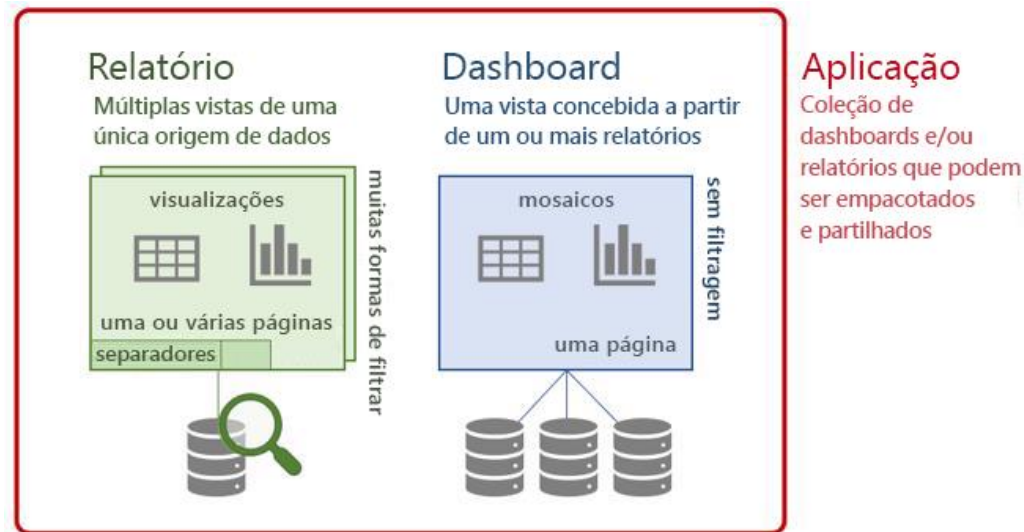 Relatório
Múltiplas vistas de uma
única origem de dados
visualizações
uma ou várias páginas
separadores
muitas formas de filtrar
Dashboard
Uma vista concebida a partir
de um ou mais relatórios
mosaicos
uma página
sem filtragem
Aplicação
Coleção de
dashboards e/ou
relatórios que podem
ser empacotados
e partilhados